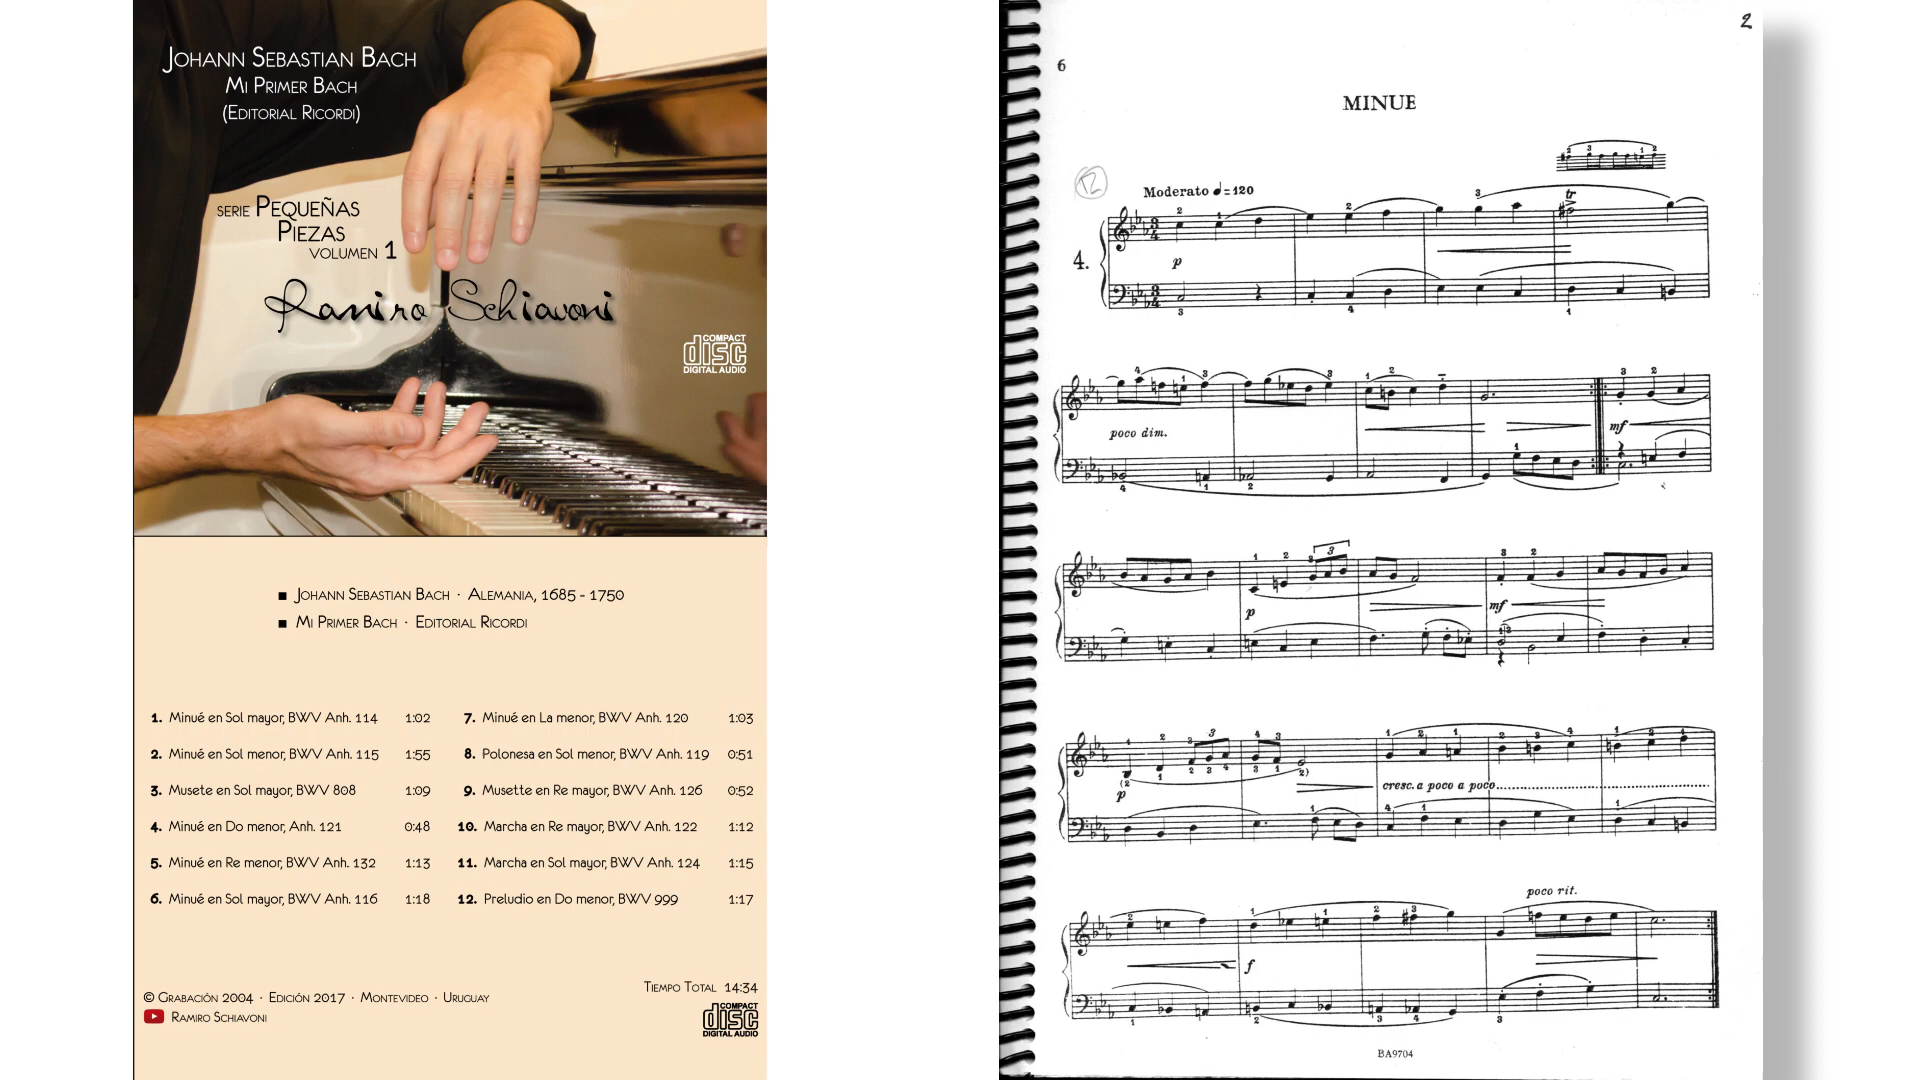 Johann Sebastian Bach
Mi Primer Bach
(Editorial Ricordi)
serie Pequeñas
Piezas
volumen 1
Ramiro Schiavoni
COMPACT
disc
DIGITAL AUDIO
■ Johann Sebastian Bach · Alemania, 1685 - 1750
■ Mi Primer Bach · Editorial Ricordi
1. Minué en Sol mayor, BWV Anh. 114 1:02
2. Minué en Sol menor, BWV Anh. 115 1:55
3. Musete en Sol mayor, BWV 808 1:09
4. Minué en Do menor, Anh. 121 0:48
5. Minué en Re menor, BWV Anh. 132 1:13
6. Minué en Sol mayor, BWV Anh. 116 1:18
7. Minué en La menor, BWV Anh. 120 1:03
8. Polonesa en Sol menor, BWV Anh. 119 0:51
9. Musette en Re mayor, BWV Anh. 126 0:52
10. Marcha en Re mayor, BWV Anh. 122 1:12
11. Marcha en Sol mayor, BWV Anh. 124 1:15
12. Preludio en Do menor, BWV 999 1:17
Tiempo Total 14:34
© Grabación 2004 · Edición 2017 · Montevideo · Uruguay
Ramiro Schiavoni
COMPACT
disc
DIGITAL AUDIO
2
6
MINUE
12
Moderato ♩=120
tr
4.
p
poco dim.
mf
p
mf
p
cresc. a poco a poco
poco rit.
f
BA9704